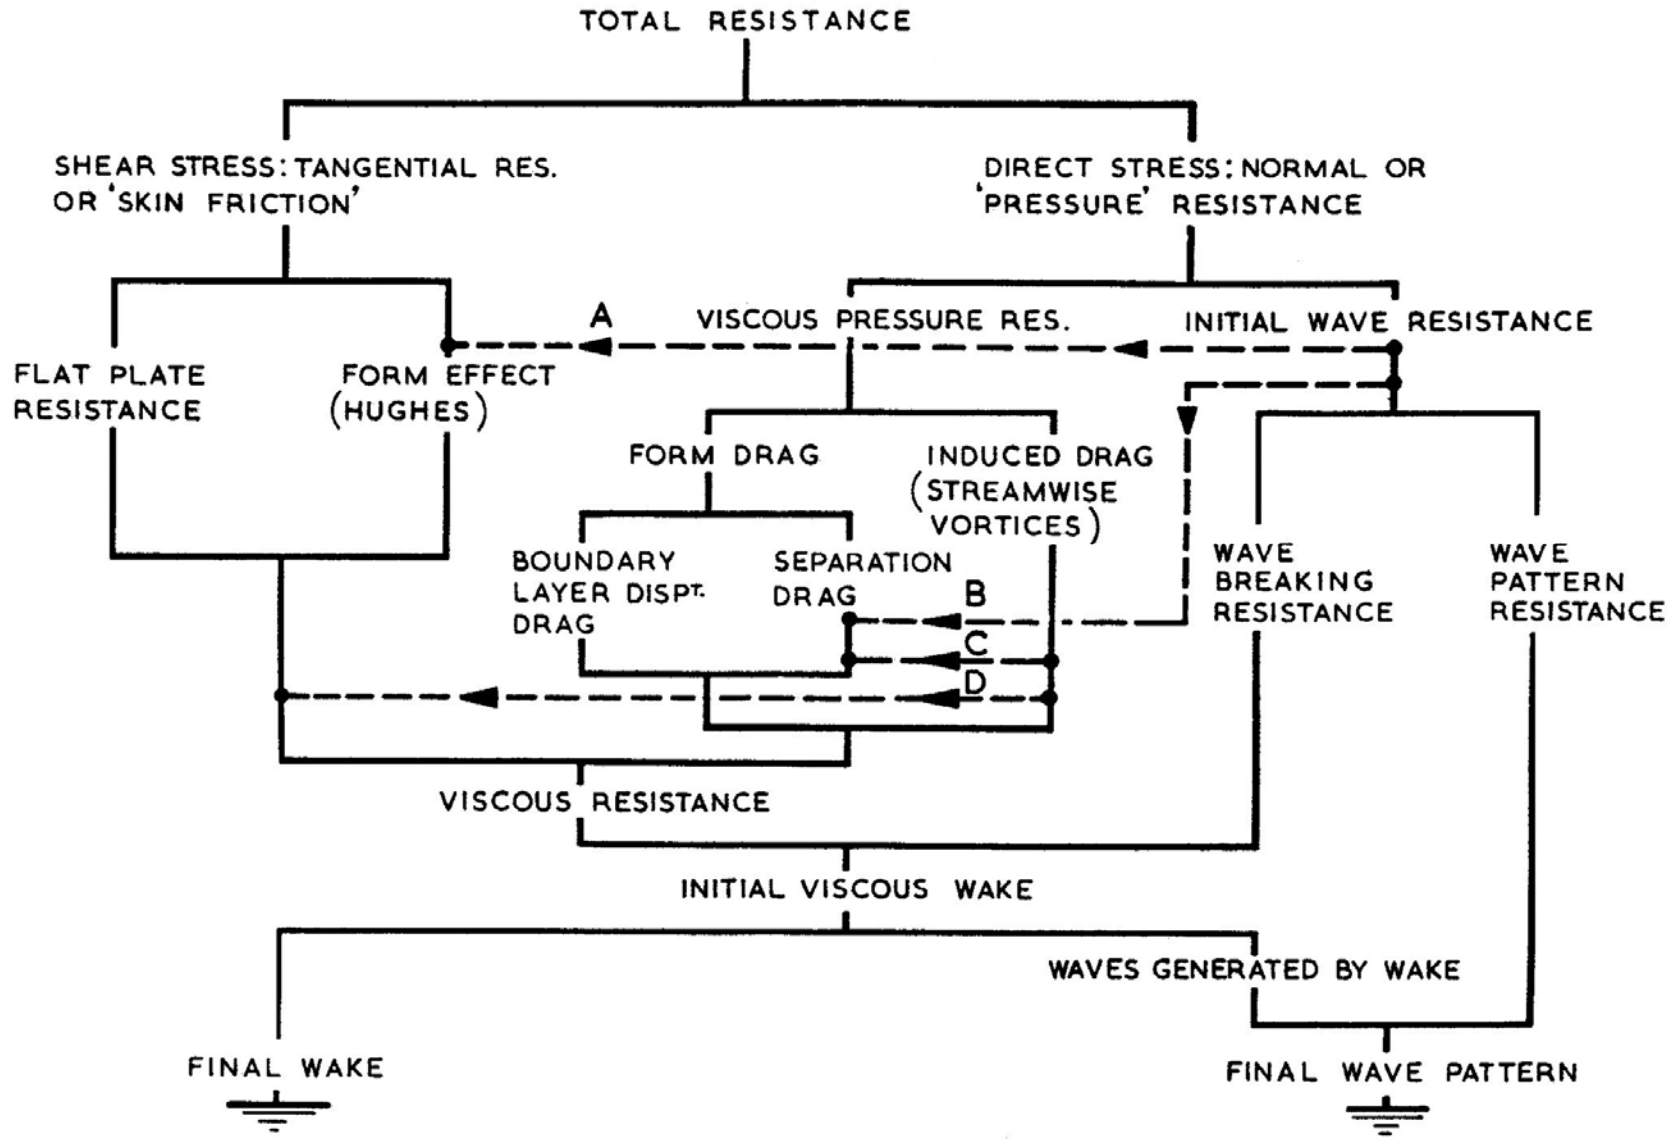 TOTAL RESISTANCE
SHEAR STRESS: TANGENTIAL RES.
OR 'SKIN FRICTION'
DIRECT STRESS: NORMAL OR
'PRESSURE' RESISTANCE
A
VISCOUS PRESSURE RES.
INITIAL WAVE RESISTANCE
FLAT PLATE
RESISTANCE
FORM EFFECT
(HUGHES)
FORM DRAG
INDUCED DRAG
(STREAMWISE
VORTICES)
BOUNDARY
LAYER DISPT.
DRAG
SEPARATION
DRAG
B
C
D
WAVE
BREAKING
RESISTANCE
WAVE
PATTERN
RESISTANCE
VISCOUS RESISTANCE
INITIAL VISCOUS WAKE
WAVES GENERATED BY WAKE
FINAL WAKE
FINAL WAVE PATTERN